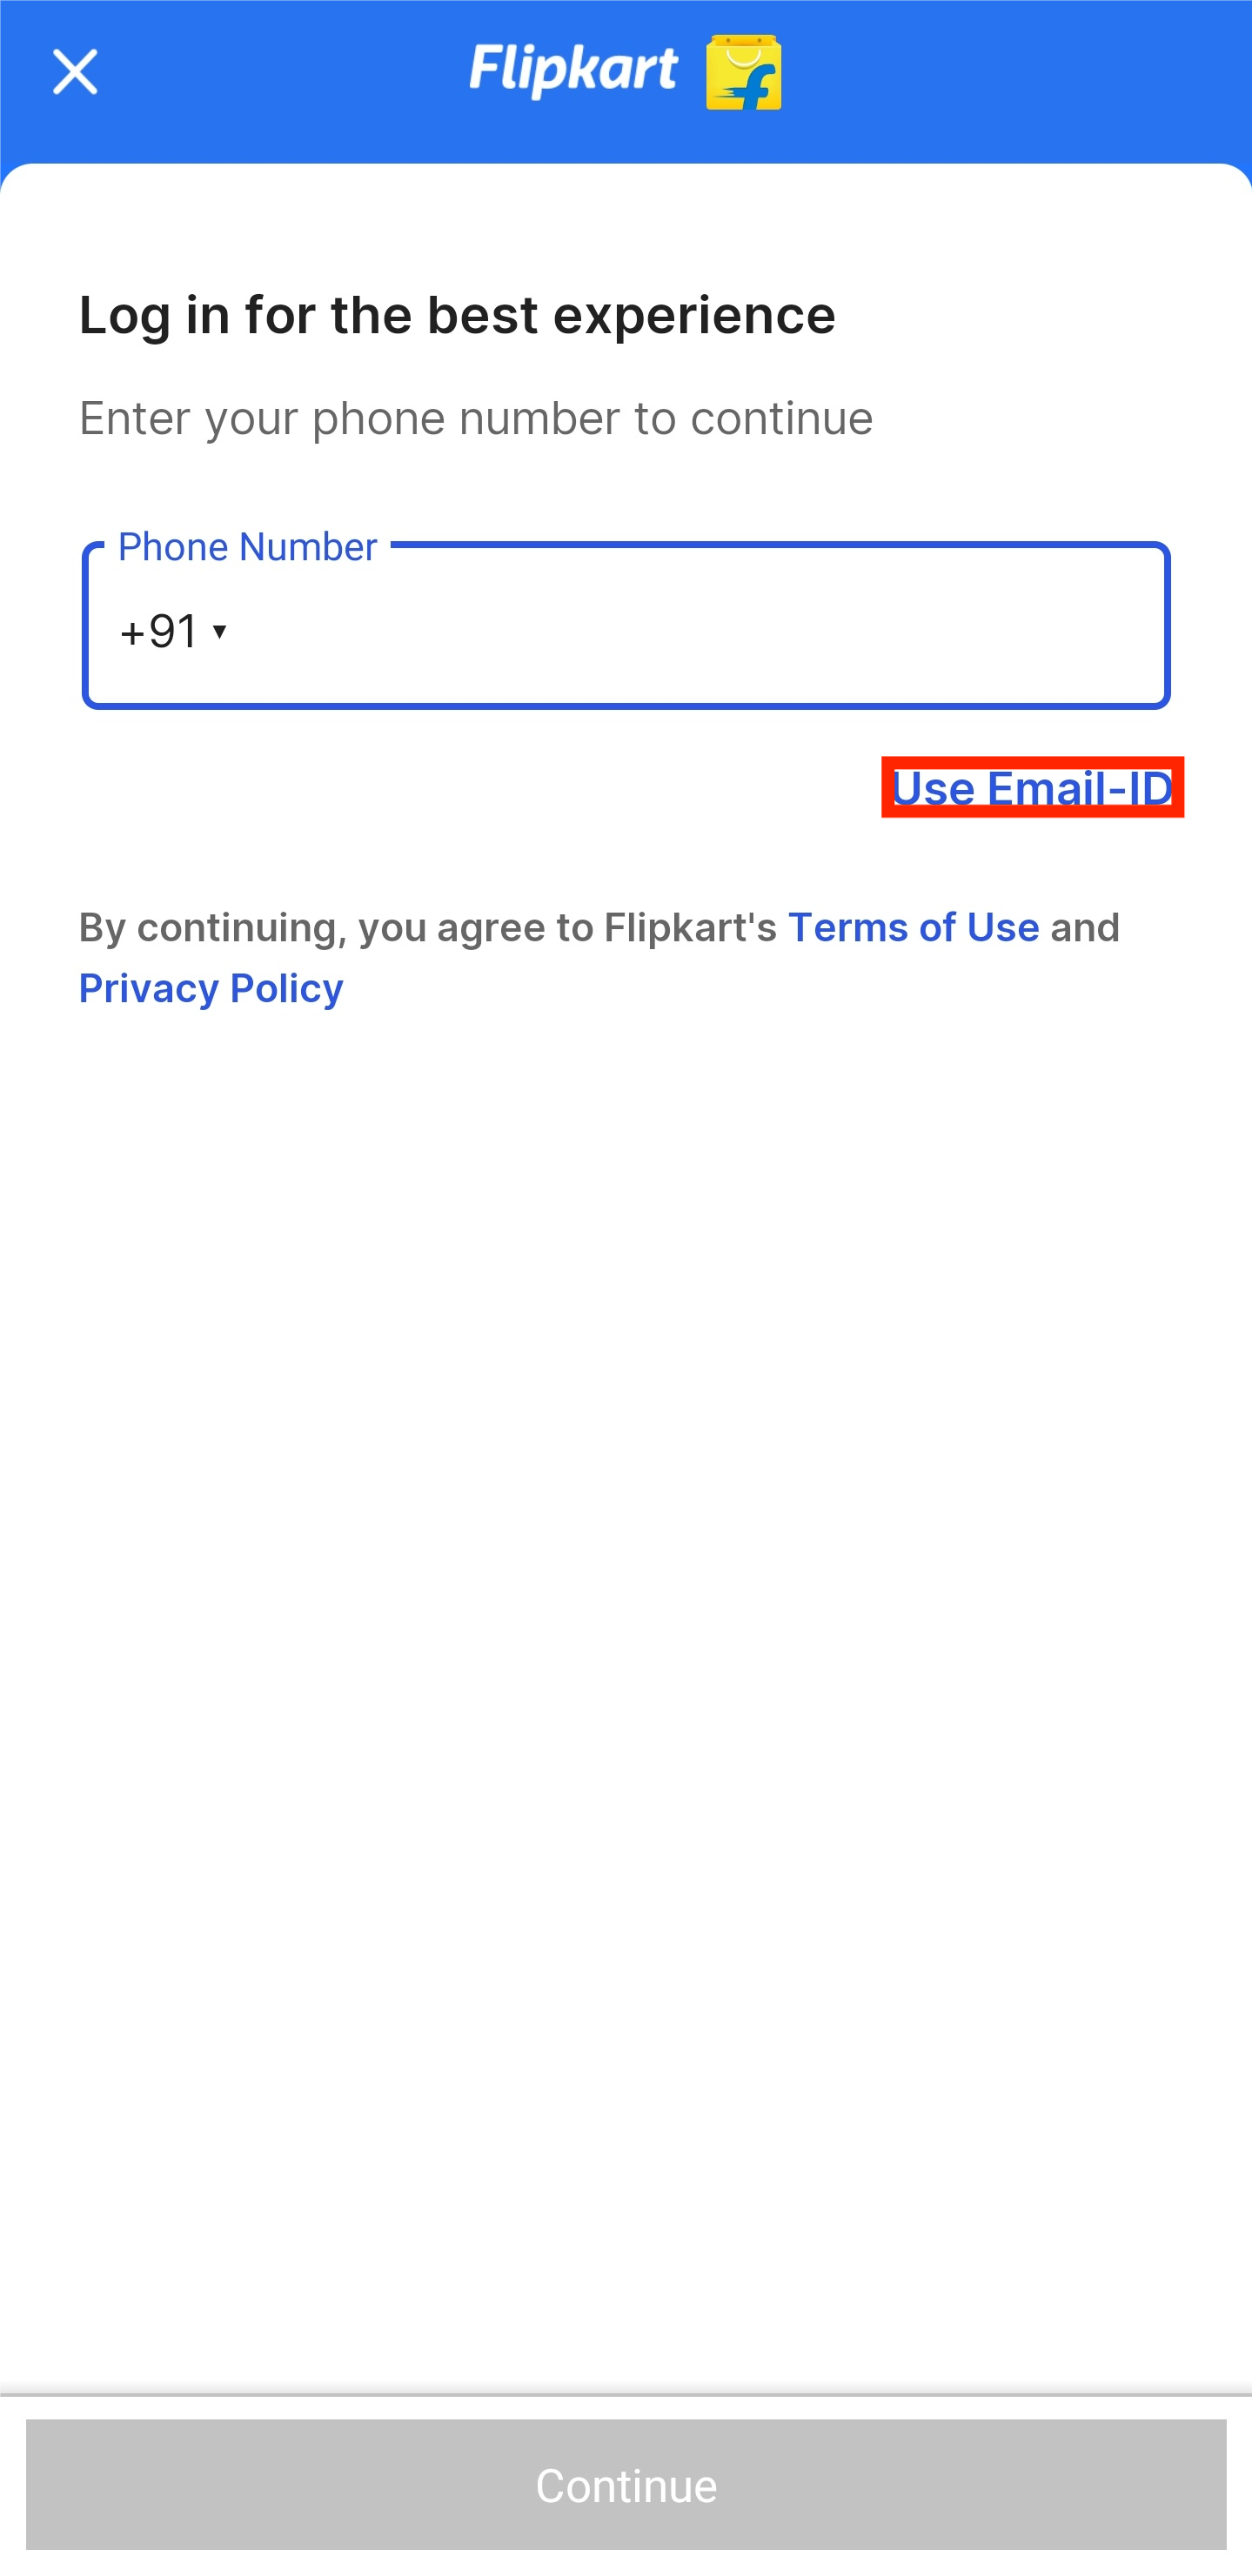 Flipkart
Log in for the best experience
Enter your phone number to continue
Phone Number
+91
Use Email-ID
By continuing, you agree to Flipkart's Terms of Use and
Privacy Policy
Continue